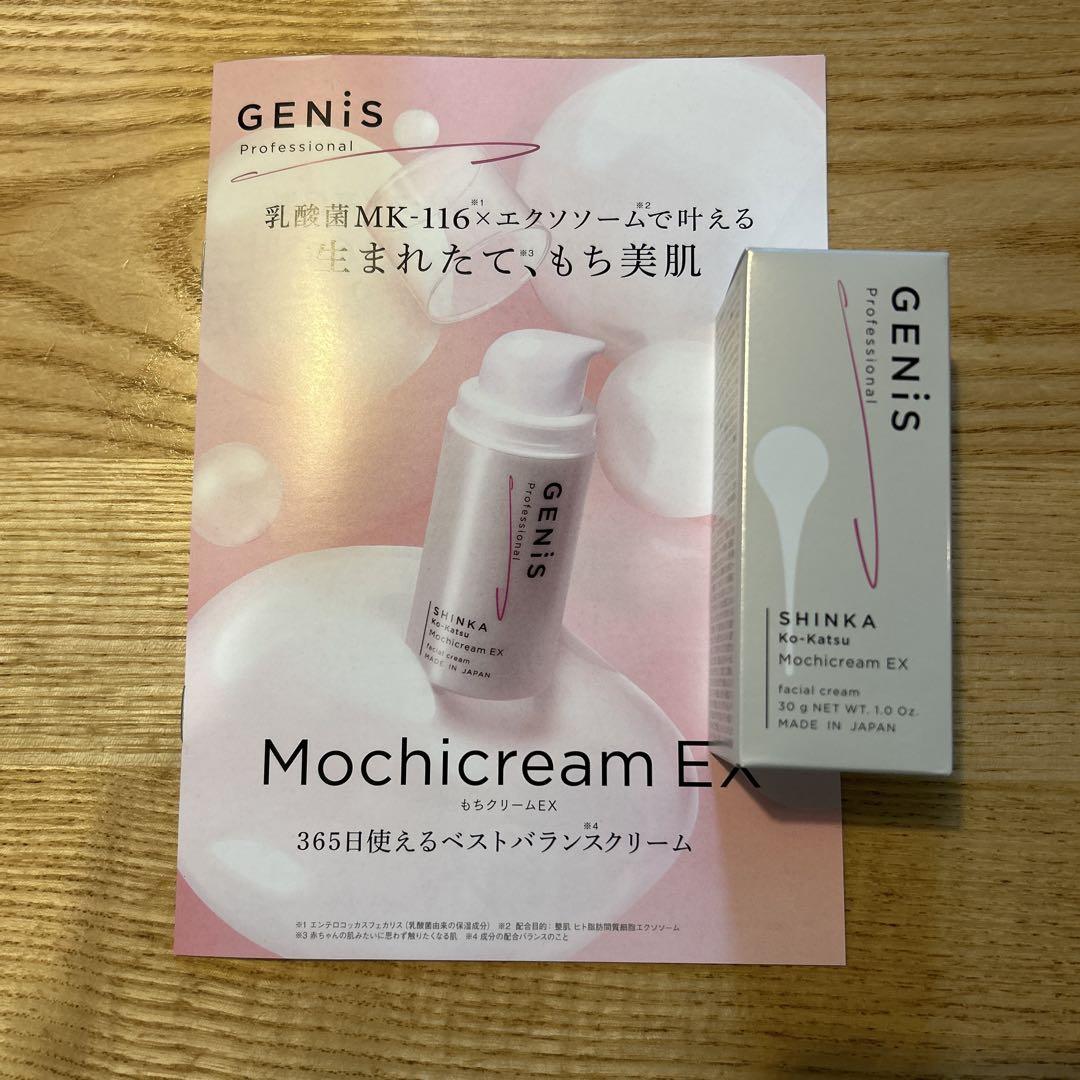 GENiS
Professional
乳酸菌MK-116※1×エクソソーム※2で叶える
生まれたて※3、もち美肌
GENiS
Professional
SHINKA
Ko-Katsu
Mochicream EX
facial cream
MADE IN JAPAN
Mochicream EX
もちクリームEX
365日使えるベストバランス※4クリーム
※1 エンテロコッカスフェカリス(乳酸菌由来の保湿成分) ※2 配合目的:整肌 ヒト脂肪間質細胞エクソソーム
※3 赤ちゃんの肌みたいに思わず触りたくなる肌 ※4 成分の配合バランスのこと
GENiS
Professional
SHINKA
Ko-Katsu
Mochicream EX
facial cream
30 g NET WT. 1.0 Oz.
MADE IN JAPAN